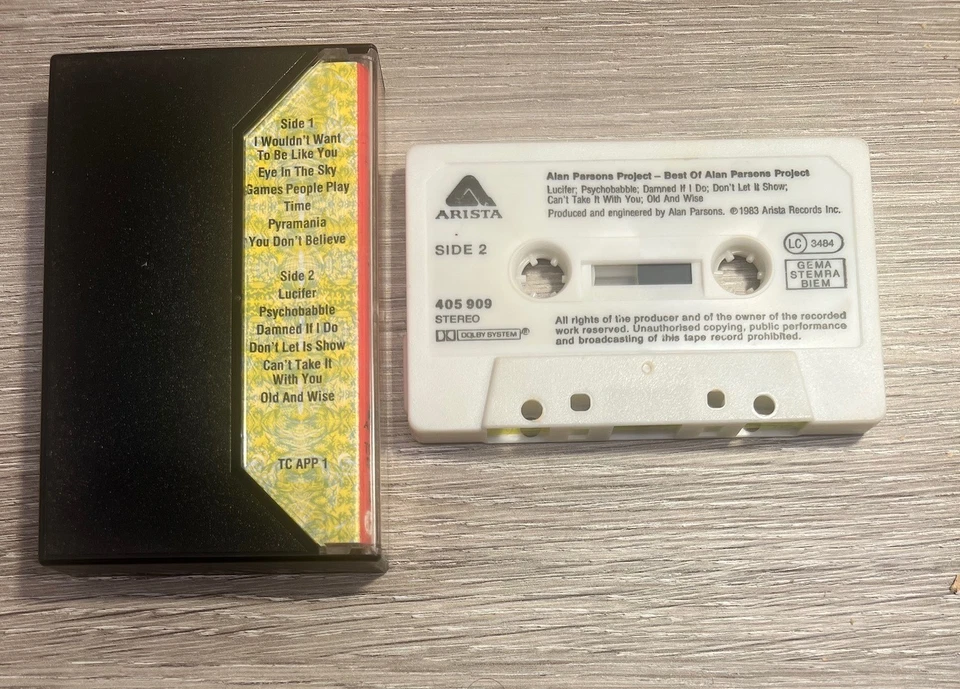 Side 1
I Wouldn't Want
To Be Like You
Eye In The Sky
Games People Play
Time
Pyramania
You Don't Believe
Side 2
Lucifer
Psychobabble
Damned If I Do
Don't Let Is Show
Can't Take It
With You
Old And Wise
TC APP 1
ARISTA
Alan Parsons Project – Best Of Alan Parsons Project
Lucifer; Psychobabble; Damned If I Do; Don't Let It Show;
Can't Take It With You; Old And Wise
Produced and engineered by Alan Parsons. ℗1983 Arista Records Inc.
SIDE 2
LC 3484
GEMA
STEMRA
BIEM
405 909
STEREO
DOLBY SYSTEM®
All rights of the producer and of the owner of the recorded
work reserved. Unauthorised copying, public performance
and broadcasting of this tape record prohibited.